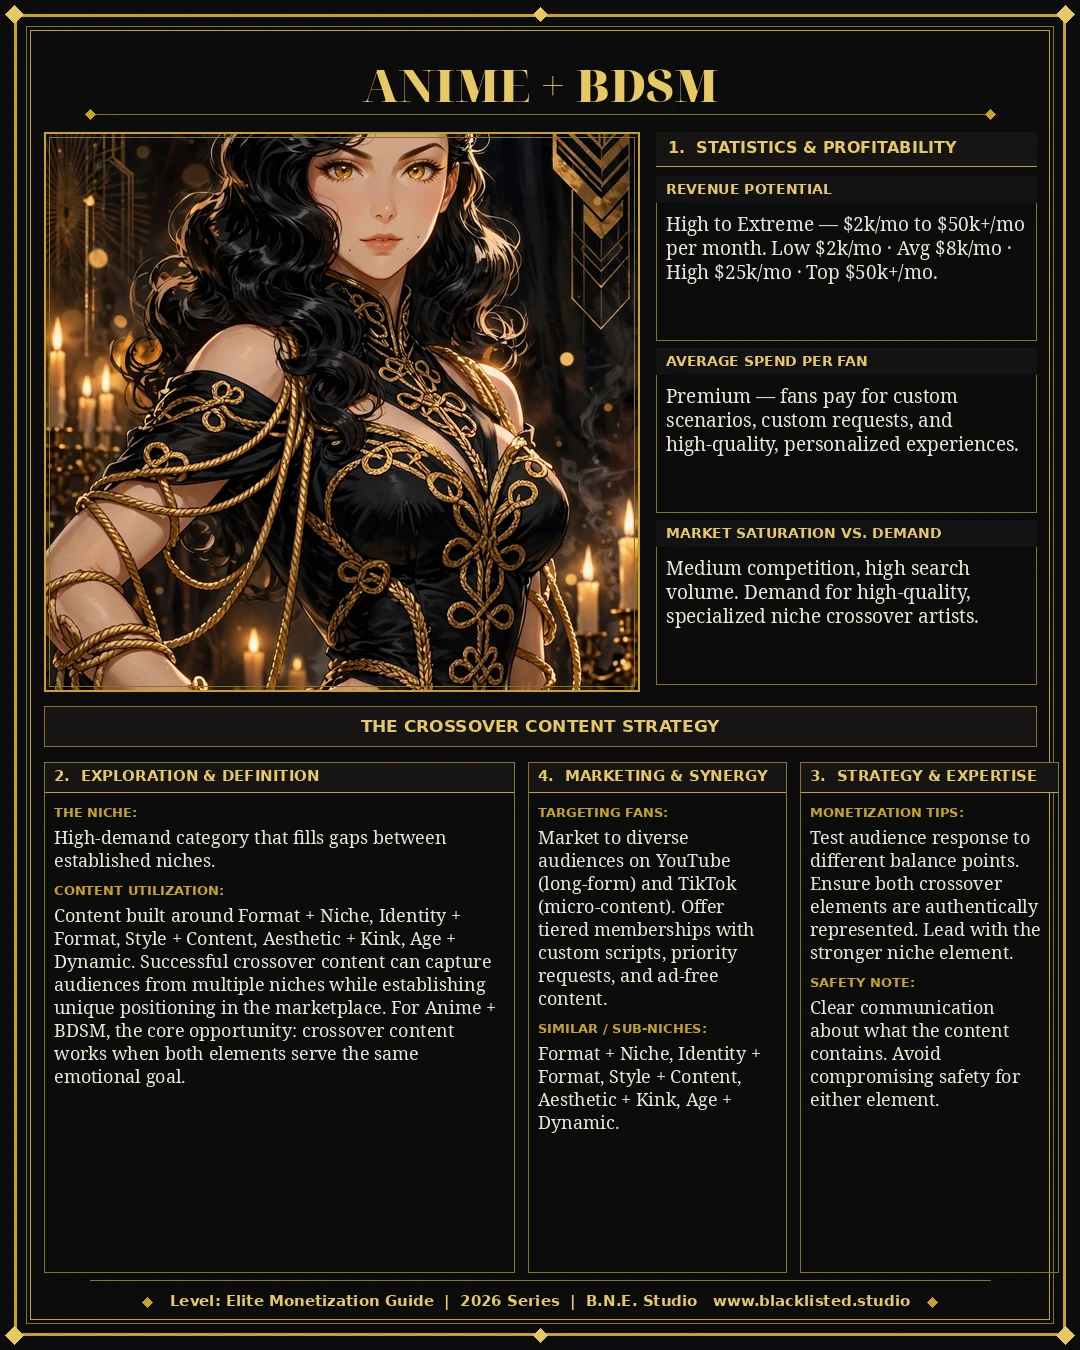 ANIME + BDSM
1. STATISTICS & PROFITABILITY
REVENUE POTENTIAL
High to Extreme — $2k/mo to $50k+/mo
per month. Low $2k/mo · Avg $8k/mo ·
High $25k/mo · Top $50k+/mo.
AVERAGE SPEND PER FAN
Premium — fans pay for custom
scenarios, custom requests, and
high-quality, personalized experiences.
MARKET SATURATION VS. DEMAND
Medium competition, high search
volume. Demand for high-quality,
specialized niche crossover artists.
THE CROSSOVER CONTENT STRATEGY
2. EXPLORATION & DEFINITION
THE NICHE:
High-demand category that fills gaps between
established niches.
CONTENT UTILIZATION:
Content built around Format + Niche, Identity +
Format, Style + Content, Aesthetic + Kink, Age +
Dynamic. Successful crossover content can capture
audiences from multiple niches while establishing
unique positioning in the marketplace. For Anime +
BDSM, the core opportunity: crossover content
works when both elements serve the same
emotional goal.
4. MARKETING & SYNERGY
TARGETING FANS:
Market to diverse
audiences on YouTube
(long-form) and TikTok
(micro-content). Offer
tiered memberships with
custom scripts, priority
requests, and ad-free
content.
SIMILAR / SUB-NICHES:
Format + Niche, Identity +
Format, Style + Content,
Aesthetic + Kink, Age +
Dynamic.
3. STRATEGY & EXPERTISE
MONETIZATION TIPS:
Test audience response to
different balance points.
Ensure both crossover
elements are authentically
represented. Lead with the
stronger niche element.
SAFETY NOTE:
Clear communication
about what the content
contains. Avoid
compromising safety for
either element.
Level: Elite Monetization Guide | 2026 Series | B.N.E. Studio www.blacklisted.studio